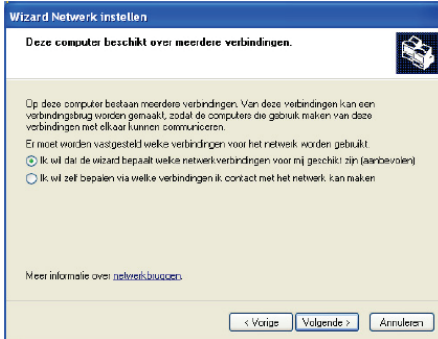 Wizard Netwerk instellen
Deze computer beschikt over meerdere verbindingen.
Op deze computer bestaan meerdere verbindingen. Van deze verbindingen kan een
verbindingsbrug worden gemaakt, zodat de computers die gebruik maken van deze
verbindingen met elkaar kunnen communiceren.
Er moet worden vastgesteld welke verbindingen voor het netwerk worden gebruikt.
Ik wil dat de wizard bepaalt welke netwerkverbindingen voor mij geschikt zijn (aanbevolen)
Ik wil zelf bepalen via welke verbindingen ik contact met het netwerk kan maken
Meer informatie over netwerkbruggen.
< Vorige Volgende > Annuleren